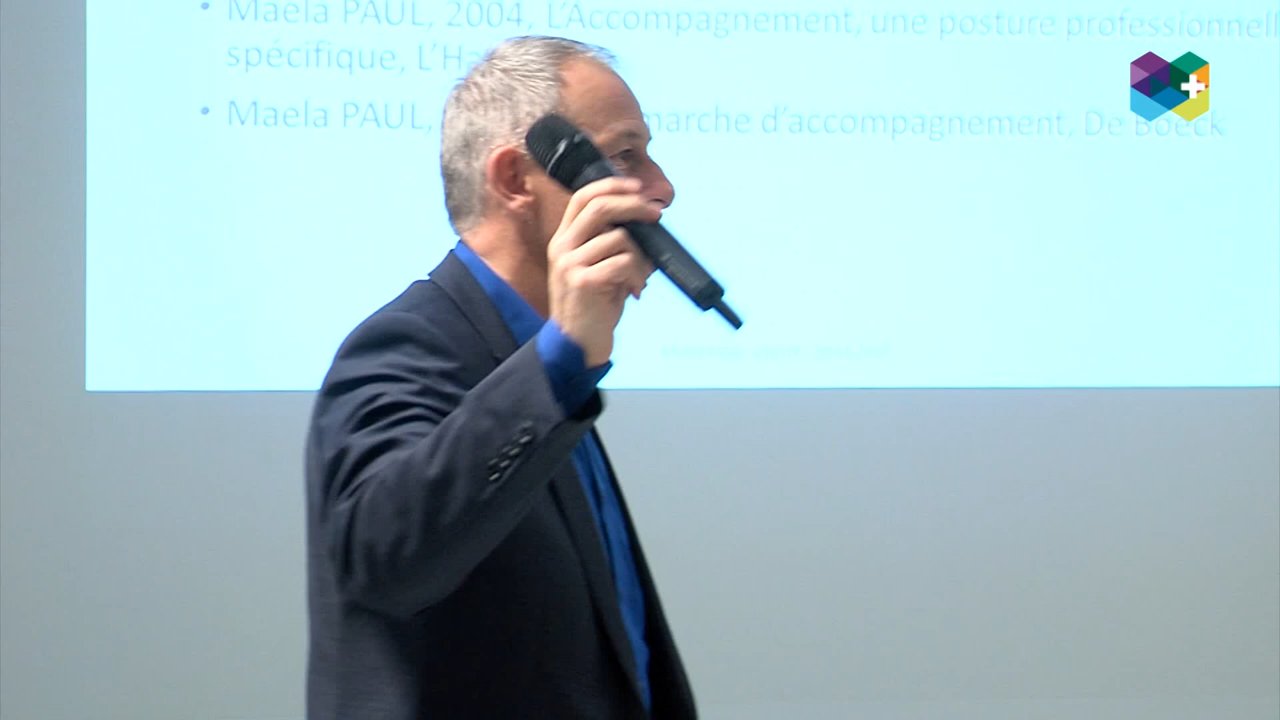 • Maela PAUL, 2004, L'Accompagnement, une posture professionnell
spécifique, L'Ha
• Maela PAUL, marche d'accompagnement, De Boeck